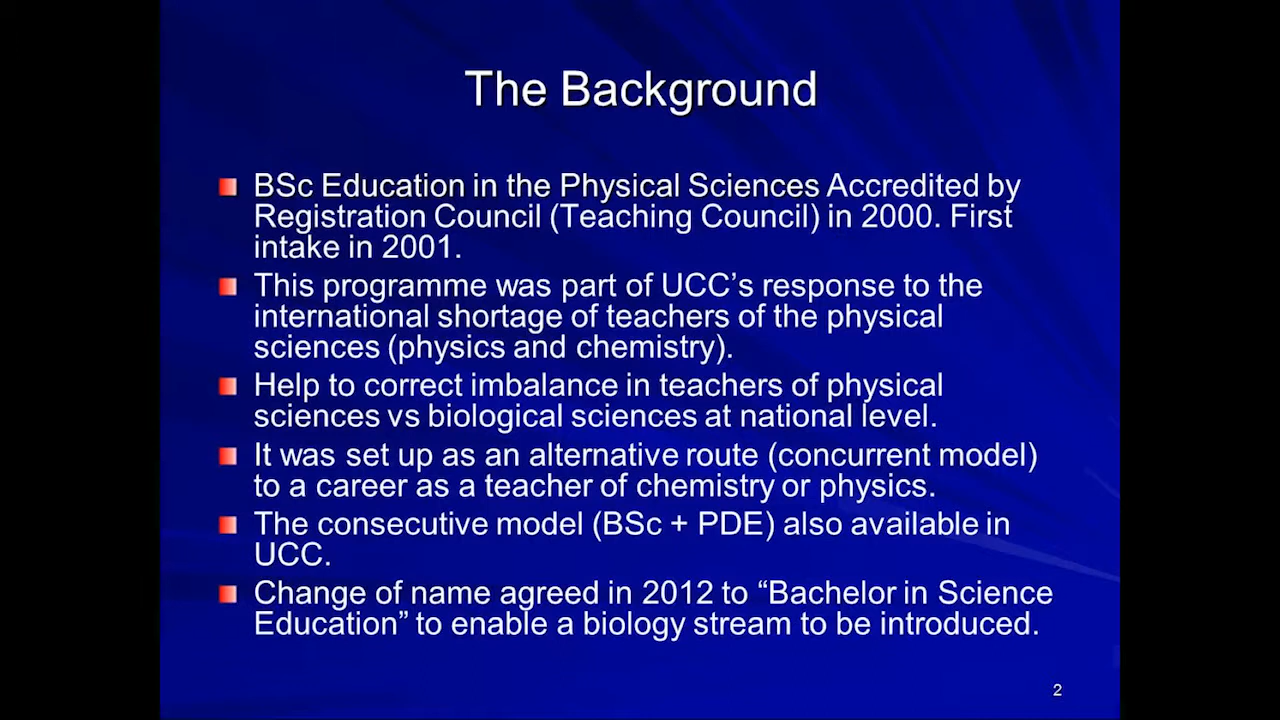 The Background
BSc Education in the Physical Sciences Accredited by
Registration Council (Teaching Council) in 2000. First
intake in 2001.
This programme was part of UCC’s response to the
international shortage of teachers of the physical
sciences (physics and chemistry).
Help to correct imbalance in teachers of physical
sciences vs biological sciences at national level.
It was set up as an alternative route (concurrent model)
to a career as a teacher of chemistry or physics.
The consecutive model (BSc + PDE) also available in
UCC.
Change of name agreed in 2012 to “Bachelor in Science
Education” to enable a biology stream to be introduced.
2